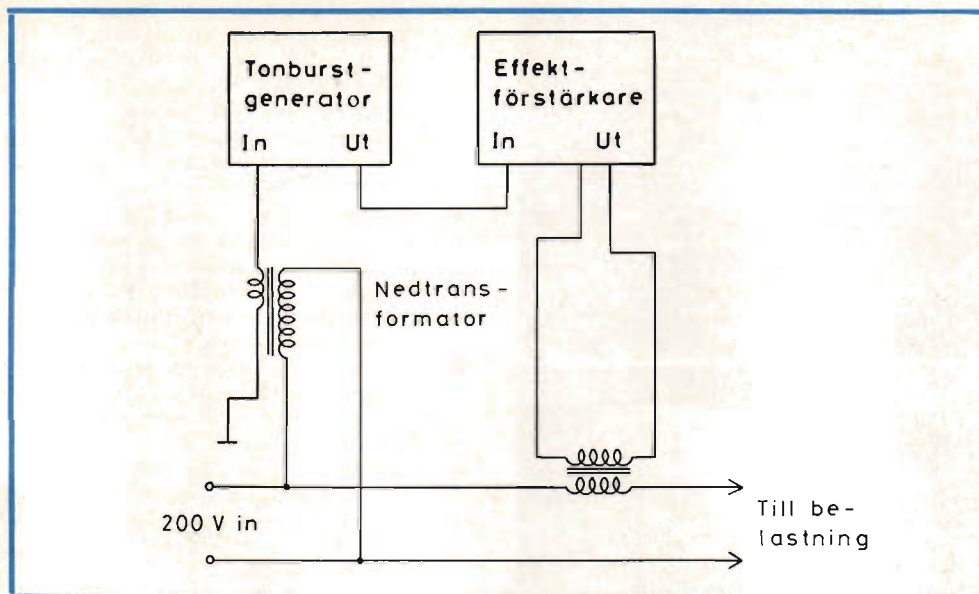 Tonburst-
generator
In Ut
Effekt-
förstärkare
In Ut
Nedtrans-
formator
200 V in
Till be-
lastning